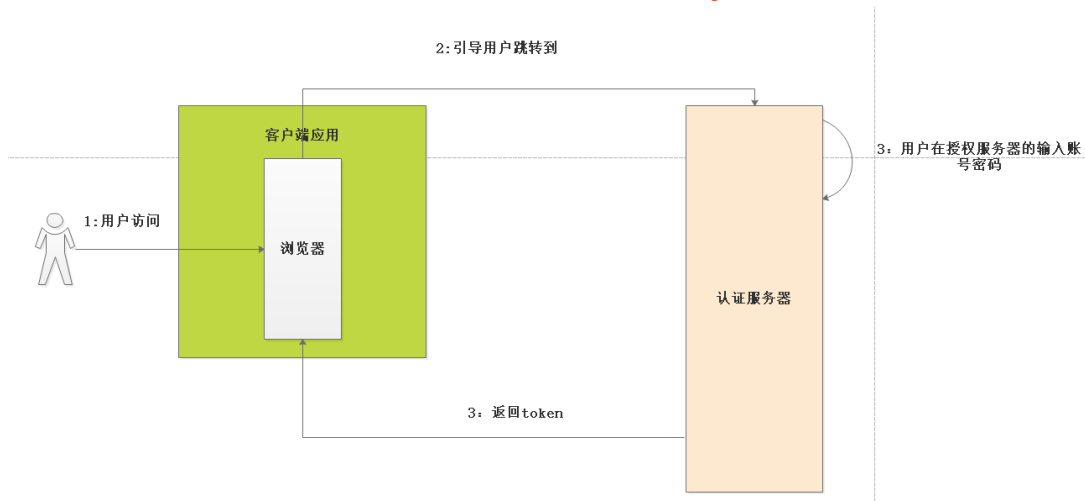 2:引导用户跳转到
客户端应用
3：用户在授权服务器的输入账
号密码
1:用户访问
浏览器
认证服务器
3：返回token